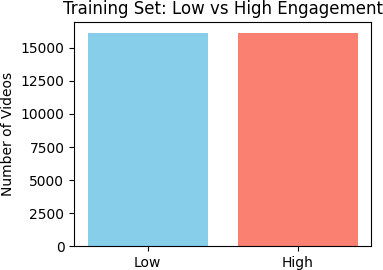 Training Set: Low vs High Engagement
Number of Videos
15000
12500
10000
7500
5000
2500
0
Low
High